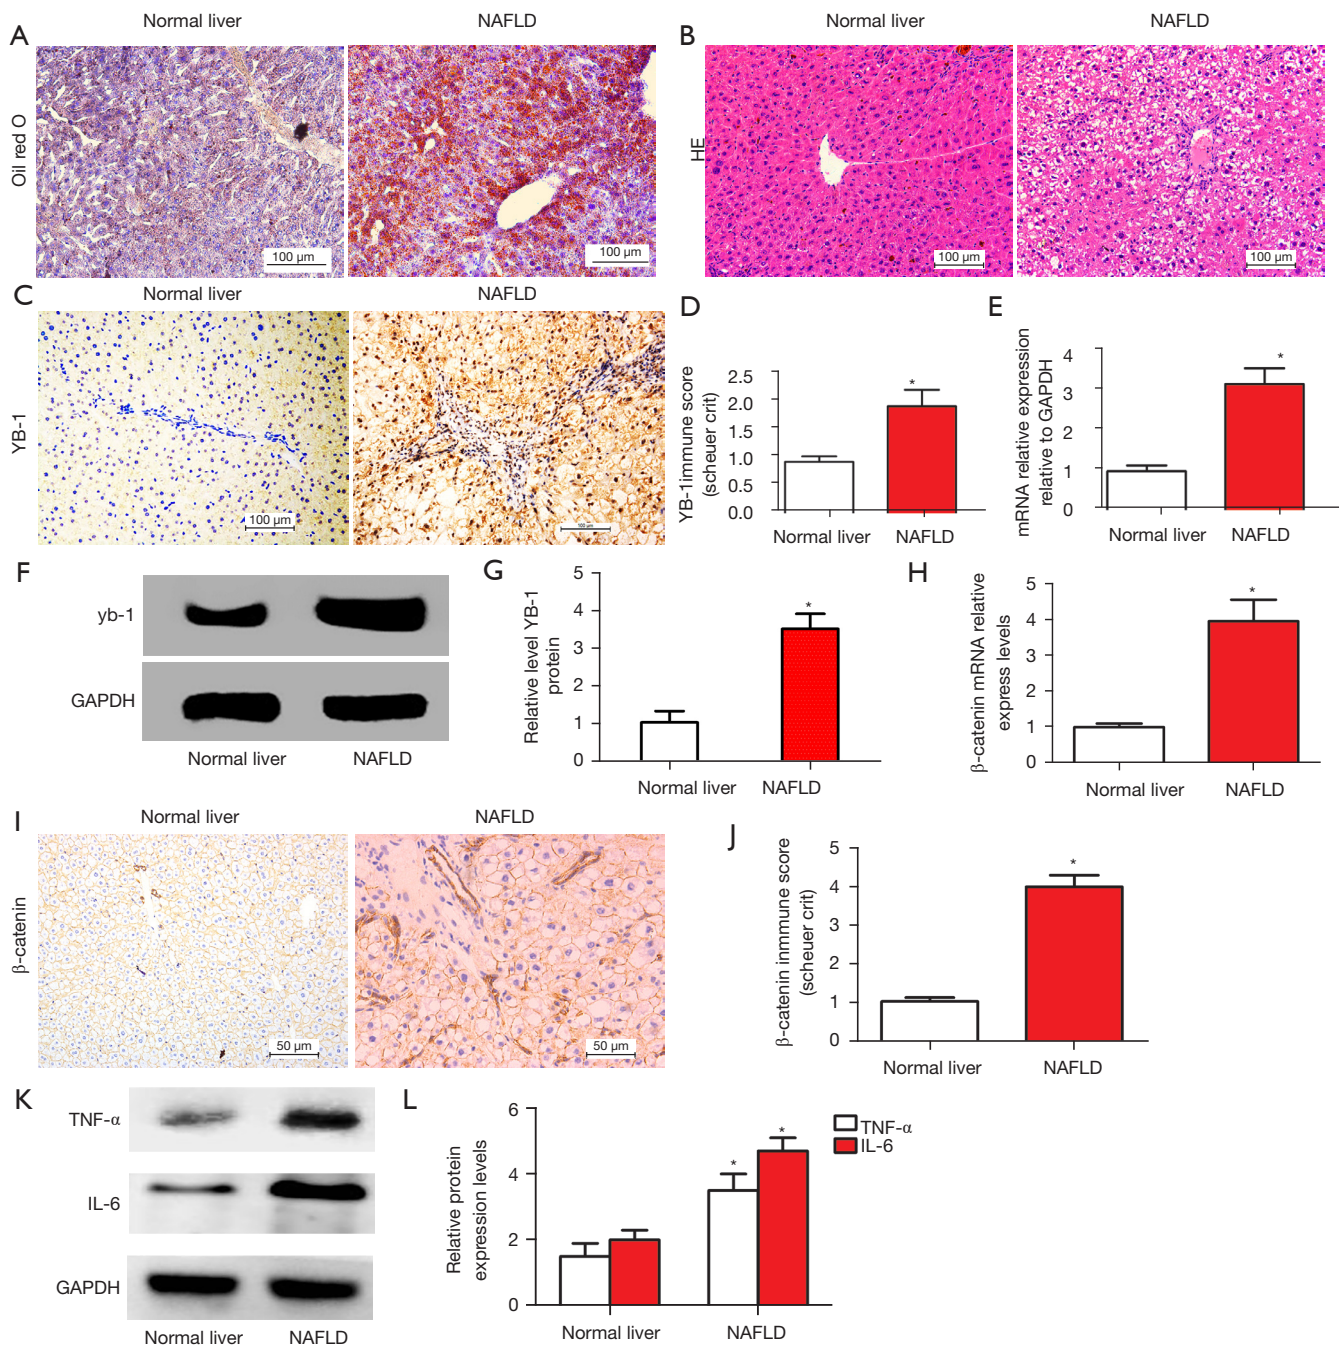 Normal liver
NAFLD
Normal liver
NAFLD
A
Oil red O
100 µm
100 µm
B
HE
100 µm
100 µm
C
Normal liver
NAFLD
YB-1
100 µm
100 µm
D
YB-1immune score
(scheuer crit)
2.5
2.0
1.5
1.0
0.5
0.0
*
Normal liver
NAFLD
E
mRNA relative expression
relative to GAPDH
4
3
2
1
0
*
Normal liver
NAFLD
F
yb-1
GAPDH
Normal liver
NAFLD
G
Relative level YB-1
protein
5
4
3
2
1
0
*
Normal liver
NAFLD
H
β-catenin mRNA relative
express levels
5
4
3
2
1
0
*
Normal liver
NAFLD
I
Normal liver
NAFLD
β-catenin
50 µm
50 µm
J
β-catenin inmmune score
(scheuer crit)
5
4
3
2
1
0
*
Normal liver
NAFLD
K
TNF-α
IL-6
GAPDH
Normal liver
NAFLD
L
Relative protein
expression levels
6
4
2
0
*
*
TNF-α
IL-6
Normal liver
NAFLD